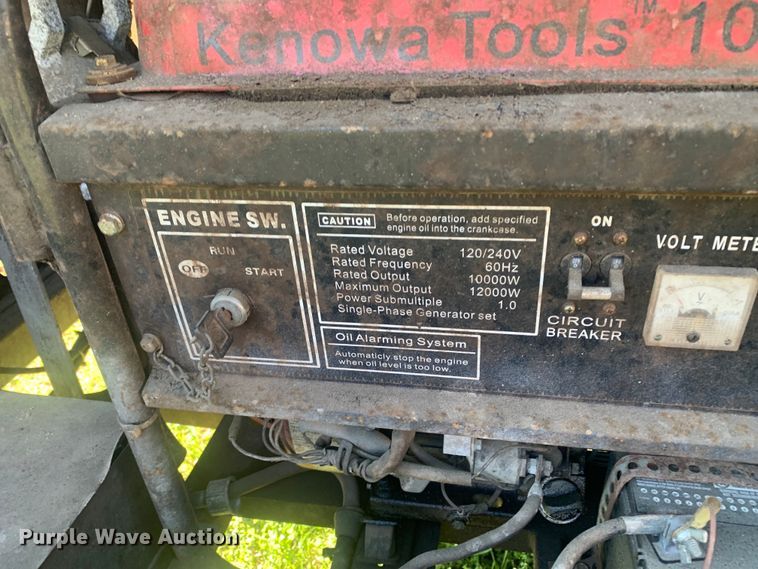 Kenowa Tools™ 10
ENGINE SW.
RUN
OFF
START
CAUTION Before operation, add specified
engine oil into the crankcase.
Rated Voltage 120/240V
Rated Frequency 60Hz
Rated Output 10000W
Maximum Output 12000W
Power Submultiple 1.0
Single-Phase Generator set
Oil Alarming System
Automaticly stop the engine
when oil level is too low.
ON
CIRCUIT
BREAKER
VOLT METE
V
Purple Wave Auction